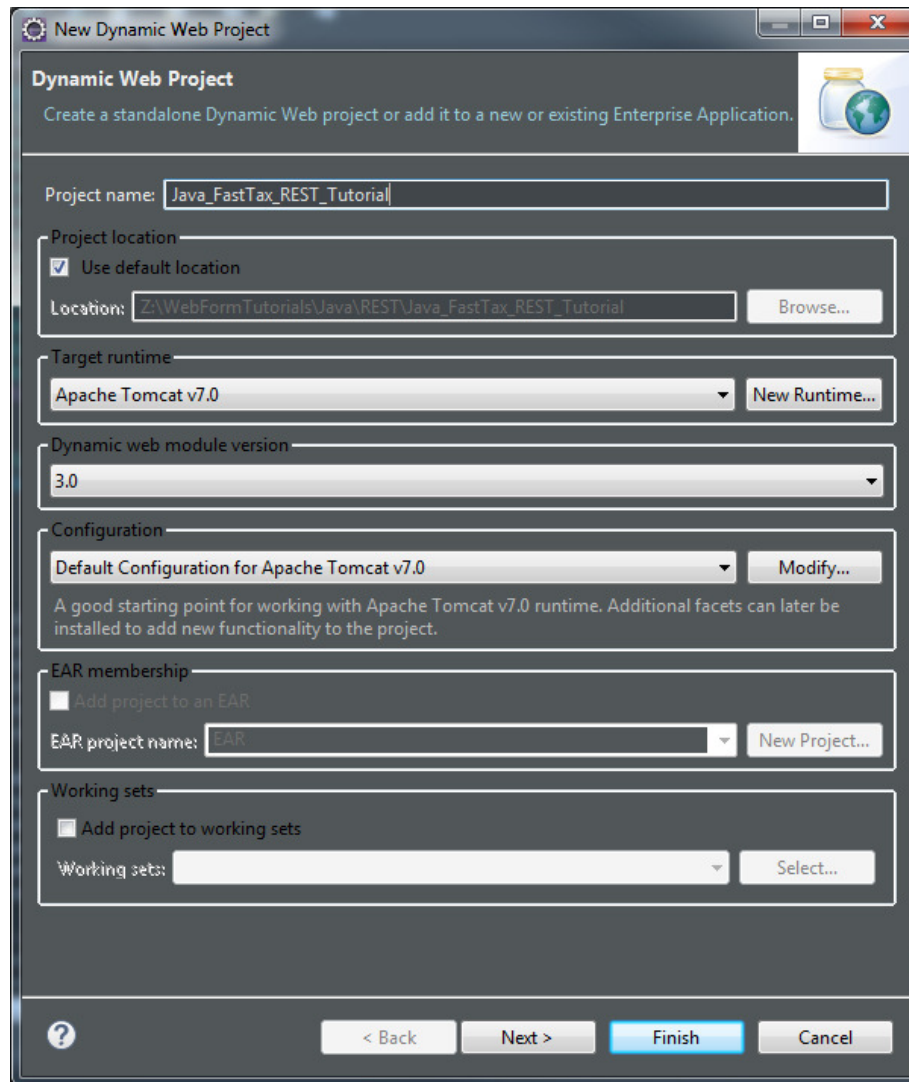 New Dynamic Web Project
Dynamic Web Project
Create a standalone Dynamic Web project or add it to a new or existing Enterprise Application.
Project name: Java_FastTax_REST_Tutorial
Project location
Use default location
Location: Z:\WebFormTutorials\Java\REST\Java_FastTax_REST_Tutorial Browse...
Target runtime
Apache Tomcat v7.0 New Runtime...
Dynamic web module version
3.0
Configuration
Default Configuration for Apache Tomcat v7.0 Modify...
A good starting point for working with Apache Tomcat v7.0 runtime. Additional facets can later be
installed to add new functionality to the project.
EAR membership
Add project to an EAR
EAR project name: EAR New Project...
Working sets
Add project to working sets
Working sets: Select...
? < Back Next > Finish Cancel